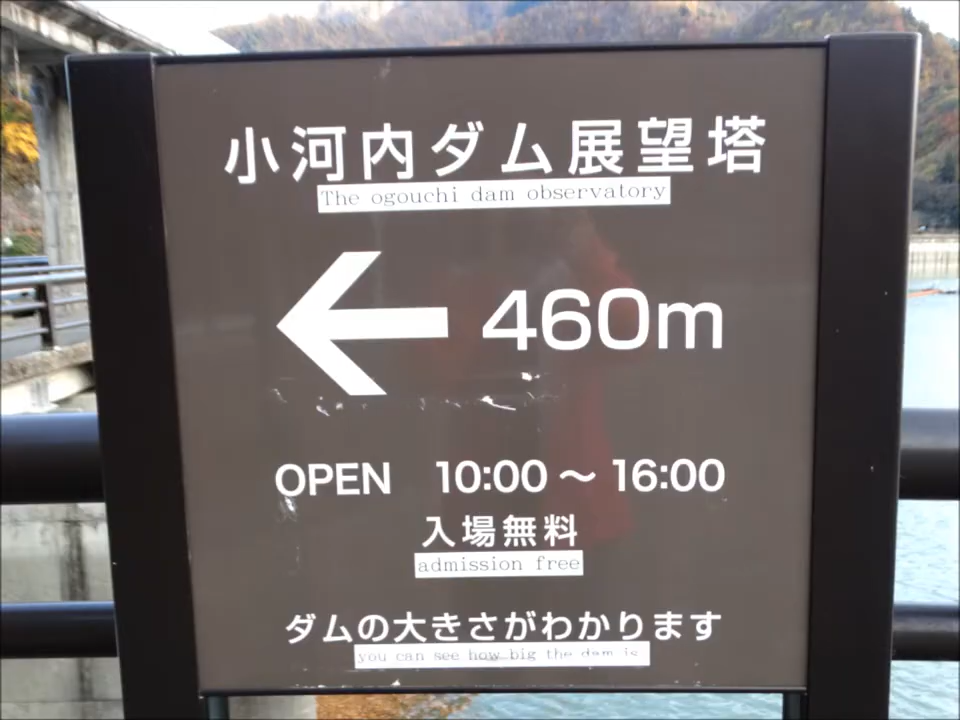 小河内ダム展望塔
The ogouchi dam observatory
← 460m
OPEN 10:00～16:00
入場無料
admission free
ダムの大きさがわかります
you can see how big the dam is